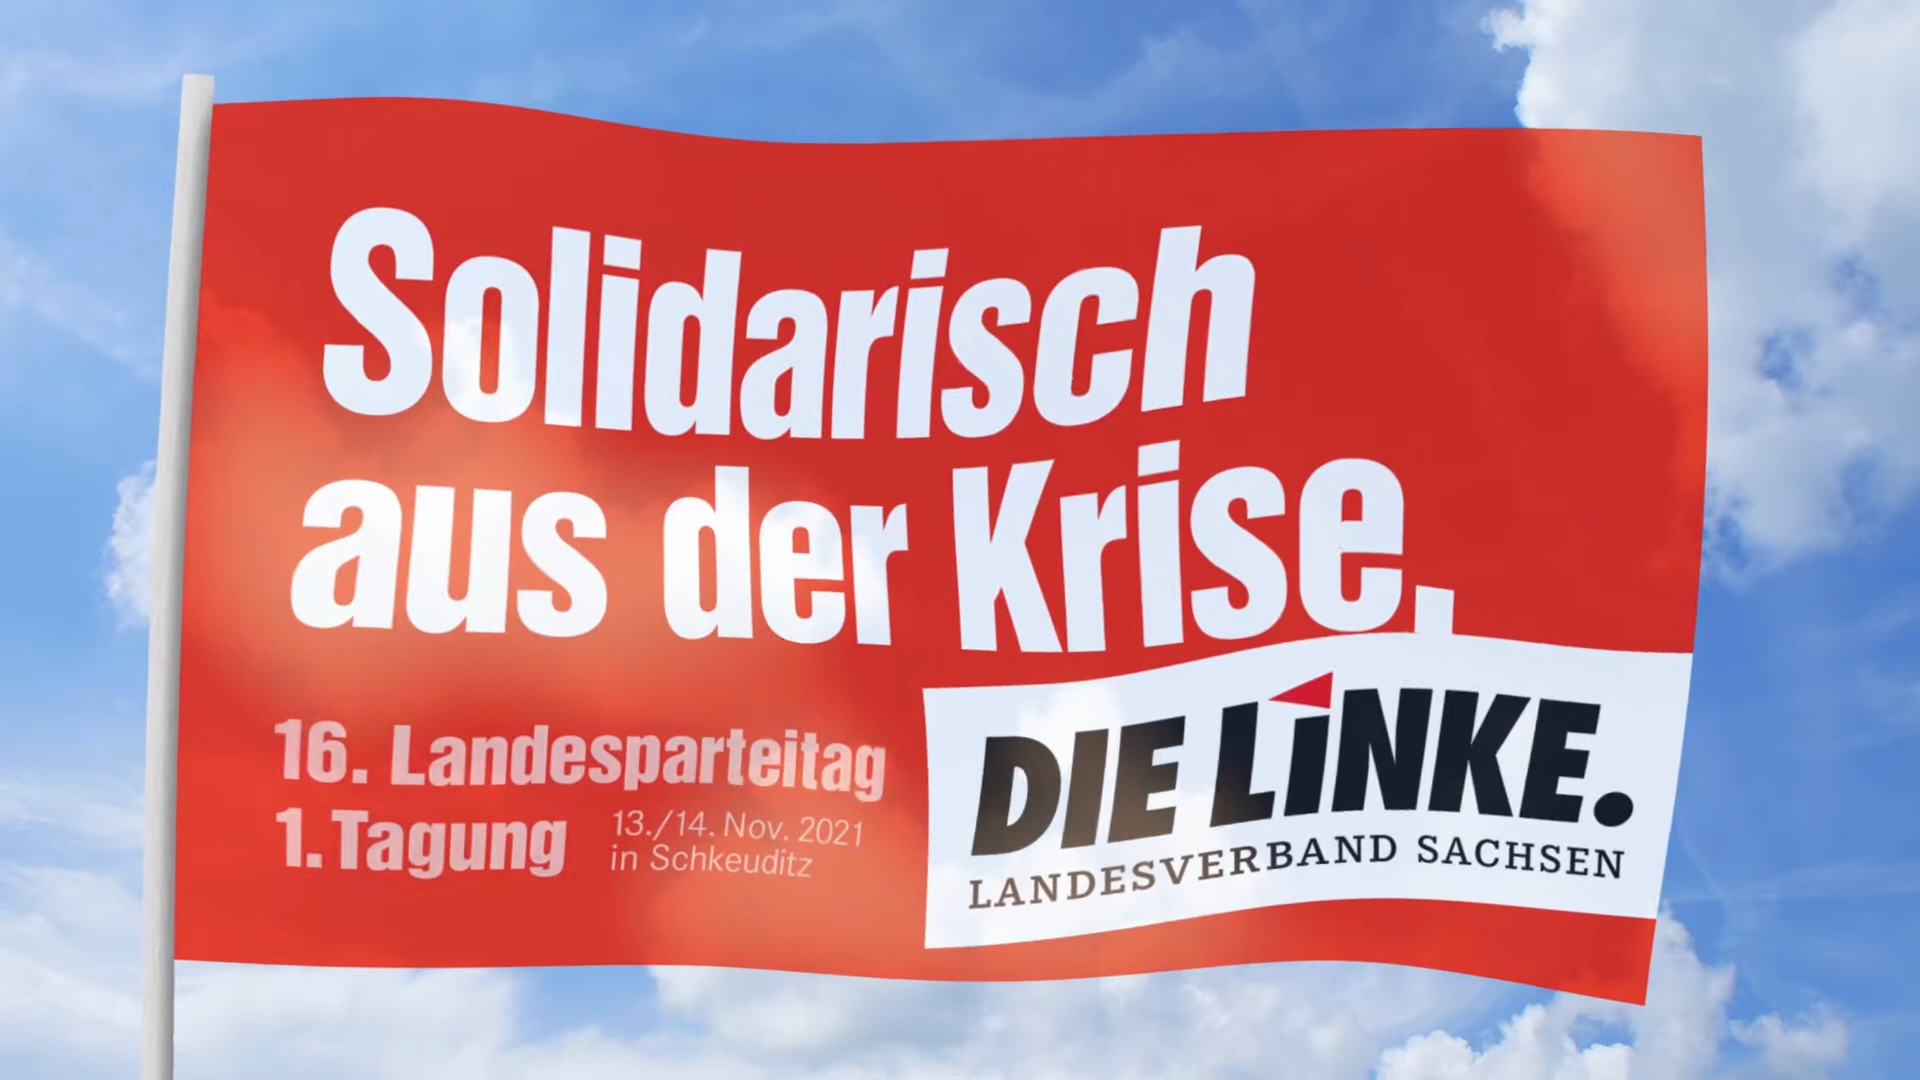 Solidarisch
aus der Krise.
16. Landesparteitag
1. Tagung
13./14. Nov. 2021
in Schkeuditz
DIE LINKE.
LANDESVERBAND SACHSEN